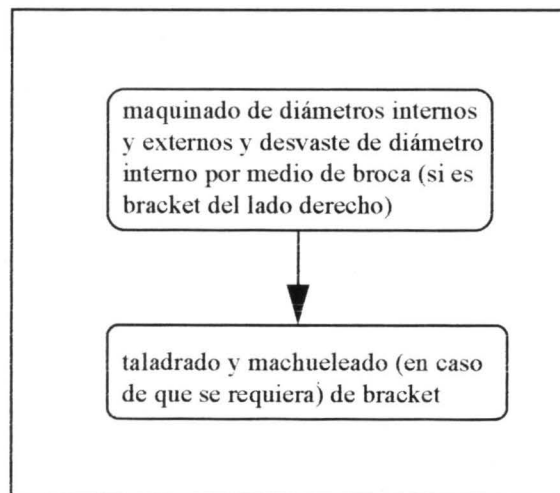 maquinado de diámetros internos
y externos y desvaste de diámetro
interno por medio de broca (si es
bracket del lado derecho)
taladrado y machueleado (en caso
de que se requiera) de bracket